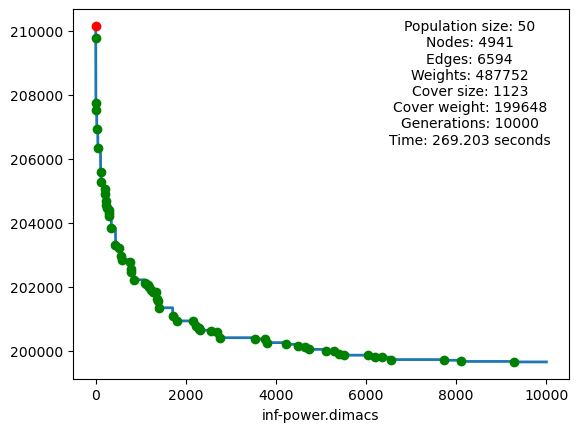 210000
208000
206000
204000
202000
200000
Population size: 50
Nodes: 4941
Edges: 6594
Weights: 487752
Cover size: 1123
Cover weight: 199648
Generations: 10000
Time: 269.203 seconds
0 2000 4000 6000 8000 10000
inf-power.dimacs